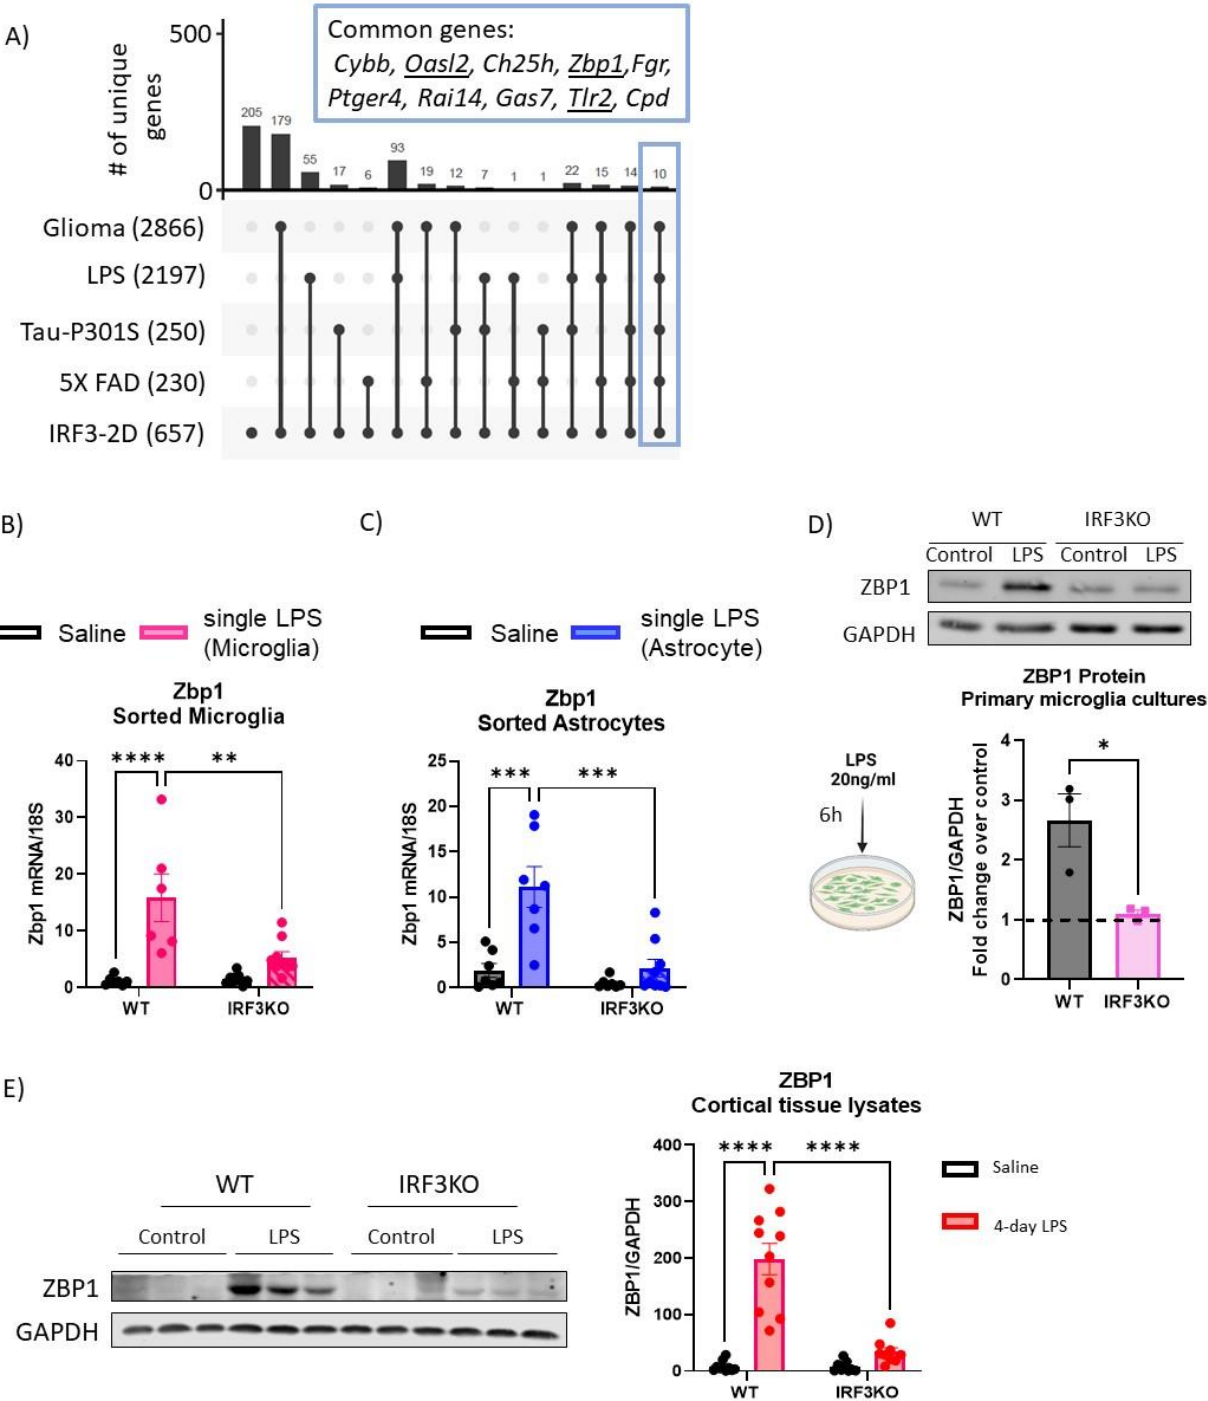 A)
# of unique
genes
500
0
Common genes:
Cybb, Oasl2, Ch25h, Zbp1,Fgr,
Ptger4, Rai14, Gas7, Tlr2, Cpd
205 179 55 17 6 93 19 12 7 1 1 22 15 14 10
Glioma (2866)
LPS (2197)
Tau-P301S (250)
5X FAD (230)
IRF3-2D (657)
B)
Saline
single LPS
(Microglia)
Zbp1
Sorted Microglia
Zbp1 mRNA/18S
40
30
20
10
0
**** **
WT IRF3KO
C)
Saline
single LPS
(Astrocyte)
Zbp1
Sorted Astrocytes
Zbp1 mRNA/18S
25
20
15
10
5
0
*** ***
WT IRF3KO
D)
WT IRF3KO
Control LPS Control LPS
ZBP1
GAPDH
LPS
20ng/ml
6h
ZBP1 Protein
Primary microglia cultures
ZBP1/GAPDH
Fold change over control
4
3
2
1
0
*
WT IRF3KO
E)
WT IRF3KO
Control LPS Control LPS
ZBP1
GAPDH
ZBP1
Cortical tissue lysates
ZBP1/GAPDH
400
300
200
100
0
**** ****
WT IRF3KO
Saline
4-day LPS